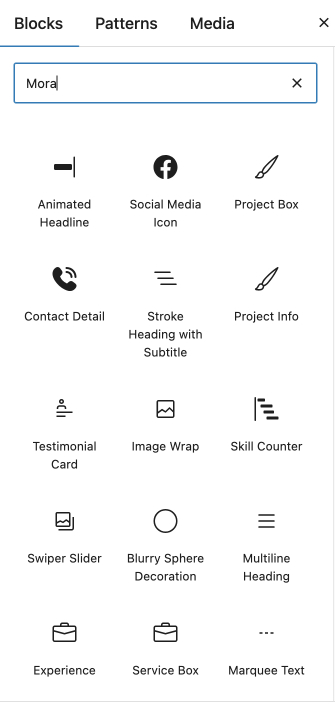 Blocks Patterns Media
Mora
Animated Social Media Project Box
Headline Icon
Contact Detail Stroke Project Info
Heading with
Subtitle
Testimonial Image Wrap Skill Counter
Card
Swiper Slider Blurry Sphere Multiline
Decoration Heading
Experience Service Box Marquee Text